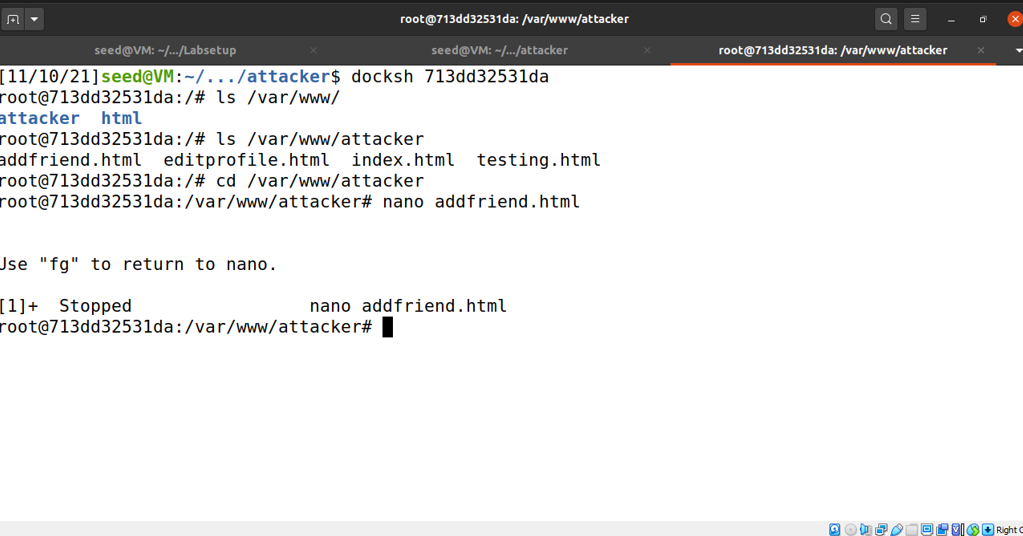 root@713dd32531da: /var/www/attacker
seed@VM: ~/.../Labsetup
seed@VM: ~/.../attacker
root@713dd32531da: /var/www/attacker
[11/10/21]seed@VM:~/.../attacker$ docksh 713dd32531da
root@713dd32531da:/# ls /var/www/
attacker  html
root@713dd32531da:/# ls /var/www/attacker
addfriend.html  editprofile.html  index.html  testing.html
root@713dd32531da:/# cd /var/www/attacker
root@713dd32531da:/var/www/attacker# nano addfriend.html
Use "fg" to return to nano.
[1]+  Stopped                 nano addfriend.html
root@713dd32531da:/var/www/attacker#
Right C